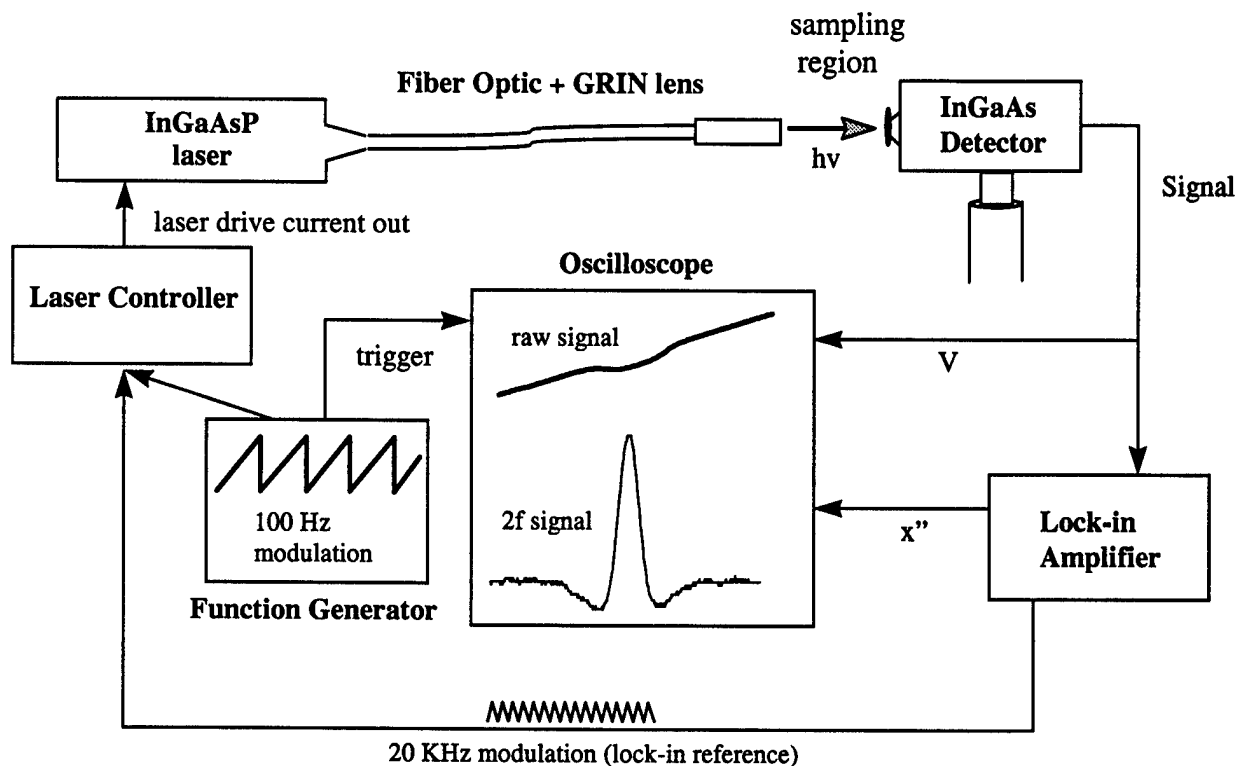 sampling
region
Fiber Optic + GRIN lens
InGaAsP
laser
InGaAs
Detector
hν
Signal
laser drive current out
Laser Controller
Oscilloscope
raw signal
trigger
V
100 Hz
modulation
2f signal
x”
Lock-in
Amplifier
Function Generator
20 KHz modulation (lock-in reference)